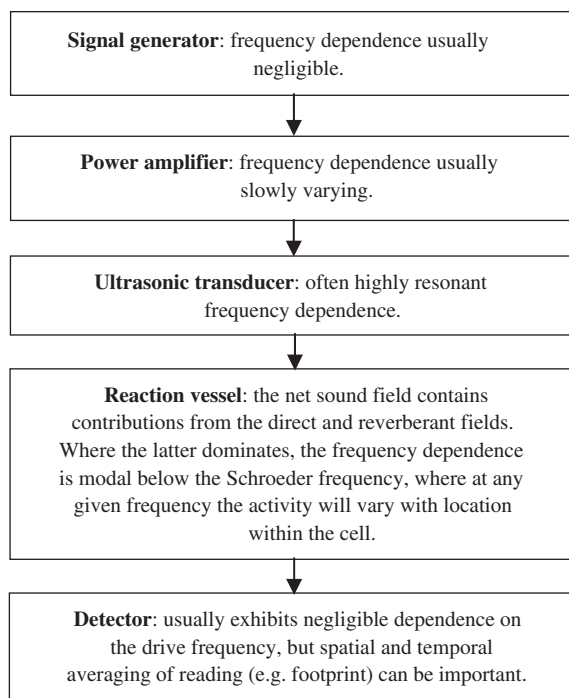 Signal generator: frequency dependence usually
negligible.
Power amplifier: frequency dependence usually
slowly varying.
Ultrasonic transducer: often highly resonant
frequency dependence.
Reaction vessel: the net sound field contains
contributions from the direct and reverberant fields.
Where the latter dominates, the frequency dependence
is modal below the Schroeder frequency, where at any
given frequency the activity will vary with location
within the cell.
Detector: usually exhibits negligible dependence on
the drive frequency, but spatial and temporal
averaging of reading (e.g. footprint) can be important.